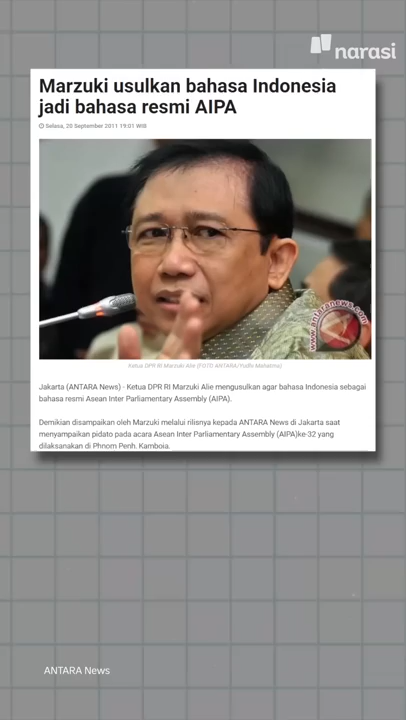 narasi
Marzuki usulkan bahasa Indonesia
jadi bahasa resmi AIPA
Selasa, 20 September 2011 19:01 WIB
www.antaranews.com
Ketua DPR RI Marzuki Alie (FOTO ANTARA/Yudhi Mahatma)
Jakarta (ANTARA News) - Ketua DPR RI Marzuki Alie mengusulkan agar bahasa Indonesia sebagai
bahasa resmi Asean Inter Parliamentary Assembly (AIPA).
Demikian disampaikan oleh Marzuki melalui rilisnya kepada ANTARA News di Jakarta saat
menyampaikan pidato pada acara Asean Inter Parliamentary Assembly (AIPA)ke-32 yang
dilaksanakan di Phnom Penh, Kamboja.
ANTARA News